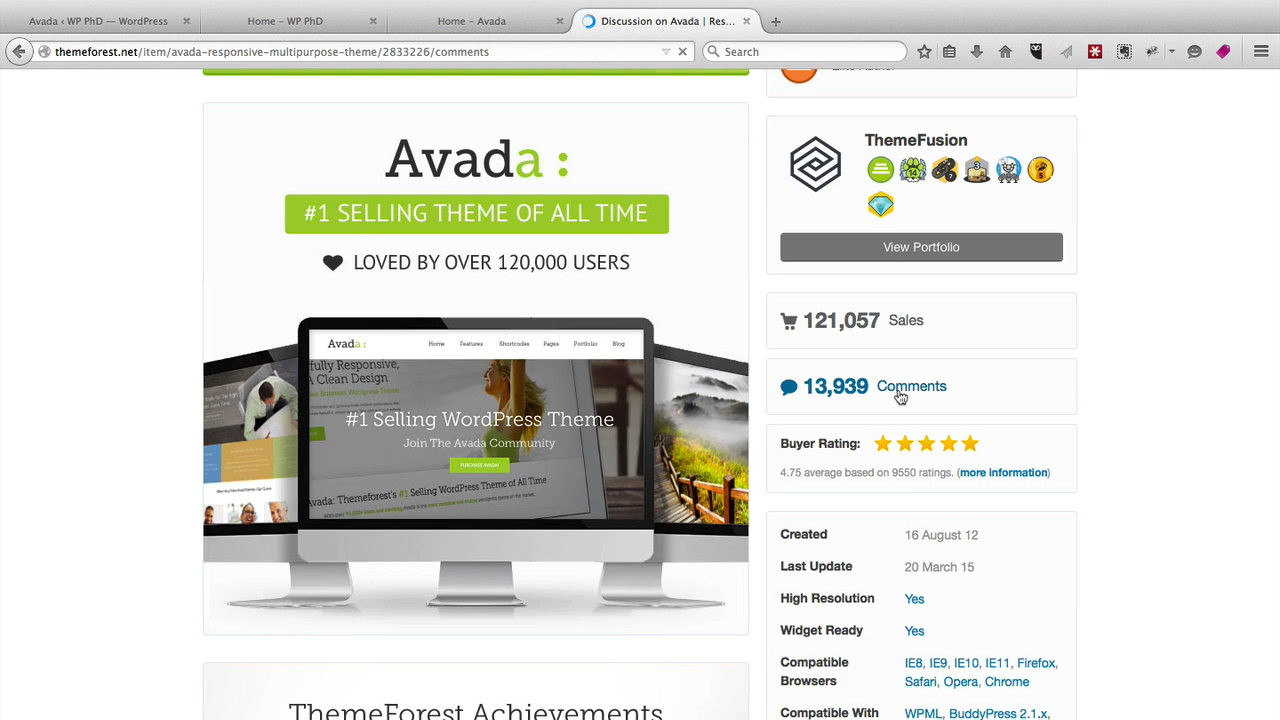 Avada ‹ WP PhD — WordPress
Home – WP PhD
Home – Avada
Discussion on Avada | Res...
themeforest.net/item/avada-responsive-multipurpose-theme/2833226/comments
Search
Avada :
#1 SELLING THEME OF ALL TIME
LOVED BY OVER 120,000 USERS
Avada :
Home Features Shortcodes Pages Portfolio Blog
#1 Selling WordPress Theme
Join The Avada Community
PURCHASE AVADA!
Avada: Themeforest's #1 Selling WordPress Theme of All Time
ThemeForest Achievements
ThemeFusion
View Portfolio
121,057 Sales
13,939 Comments
Buyer Rating:
4.75 average based on 9550 ratings. (more information)
Created 16 August 12
Last Update 20 March 15
High Resolution Yes
Widget Ready Yes
Compatible Browsers IE8, IE9, IE10, IE11, Firefox, Safari, Opera, Chrome
Compatible With WPML, BuddyPress 2.1.x,